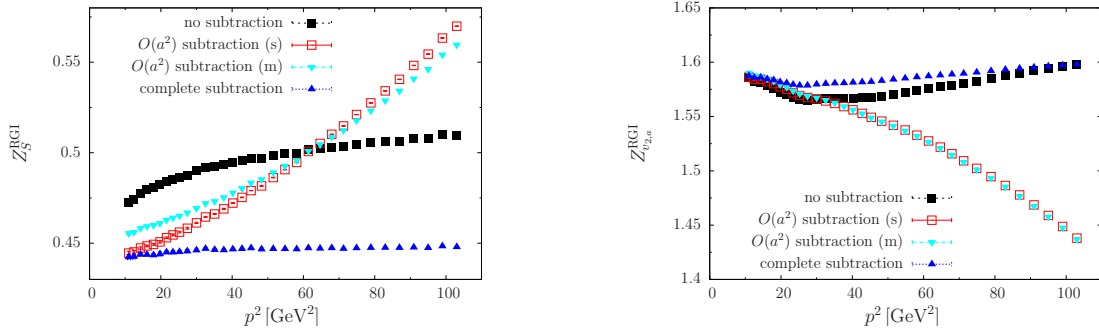 no subtraction
O(a²) subtraction (s)
O(a²) subtraction (m)
complete subtraction
0.55
0.5
0.45
Z_S^RGI
0 20 40 60 80 100
p² [GeV²]
1.65
1.6
1.55
1.5
1.45
1.4
Z_{v_{2,a}}^RGI
no subtraction
O(a²) subtraction (s)
O(a²) subtraction (m)
complete subtraction
0 20 40 60 80 100
p² [GeV²]